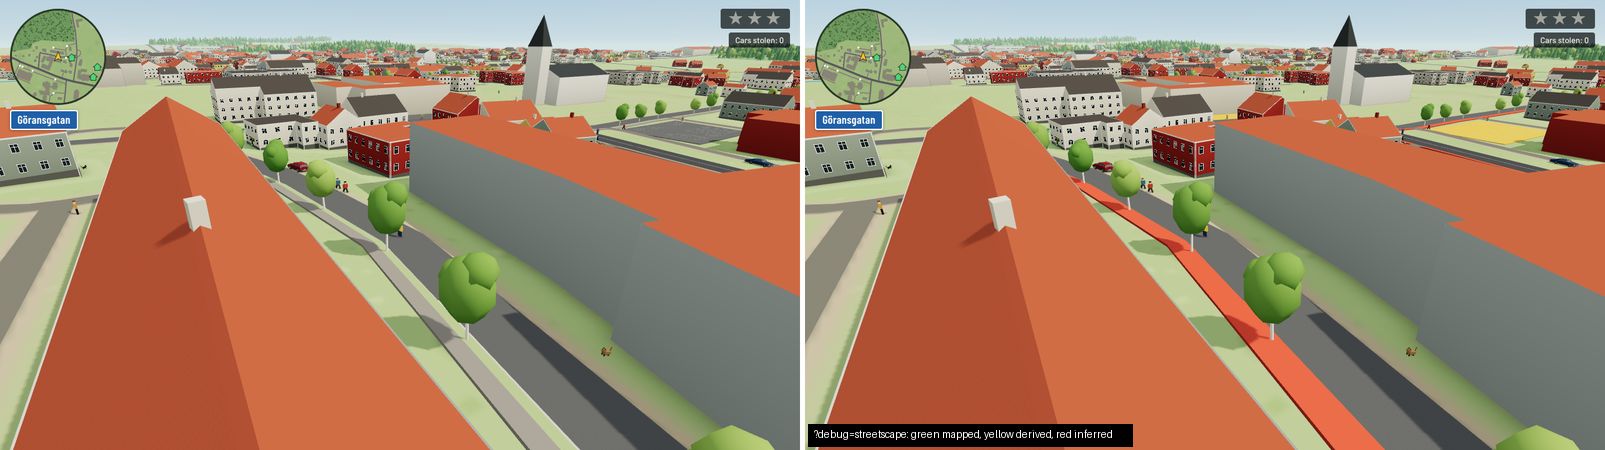 Cars stolen: 0
Göransgatan
Cars stolen: 0
Göransgatan
?debug=streetscape: green mapped, yellow derived, red inferred